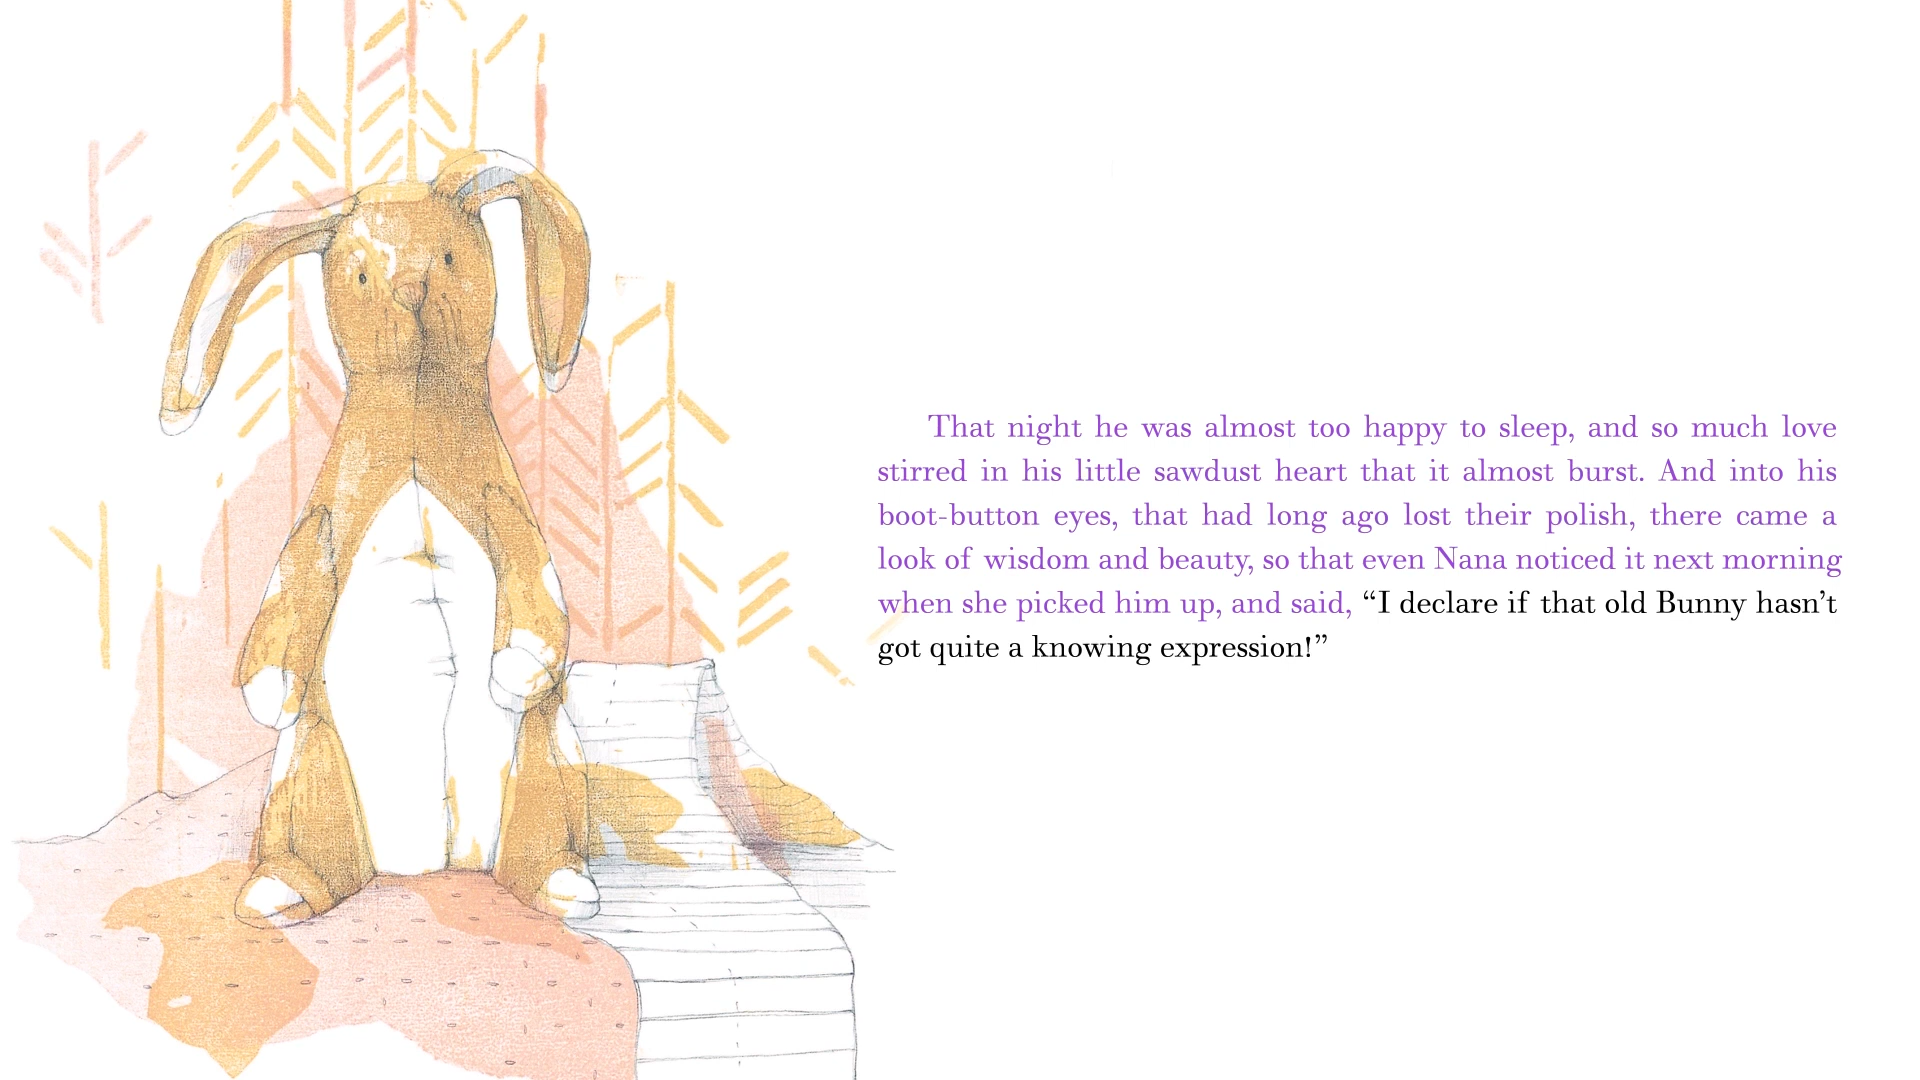 That night he was almost too happy to sleep, and so much love
stirred in his little sawdust heart that it almost burst. And into his
boot-button eyes, that had long ago lost their polish, there came a
look of wisdom and beauty, so that even Nana noticed it next morning
when she picked him up, and said, “I declare if that old Bunny hasn’t
got quite a knowing expression!”